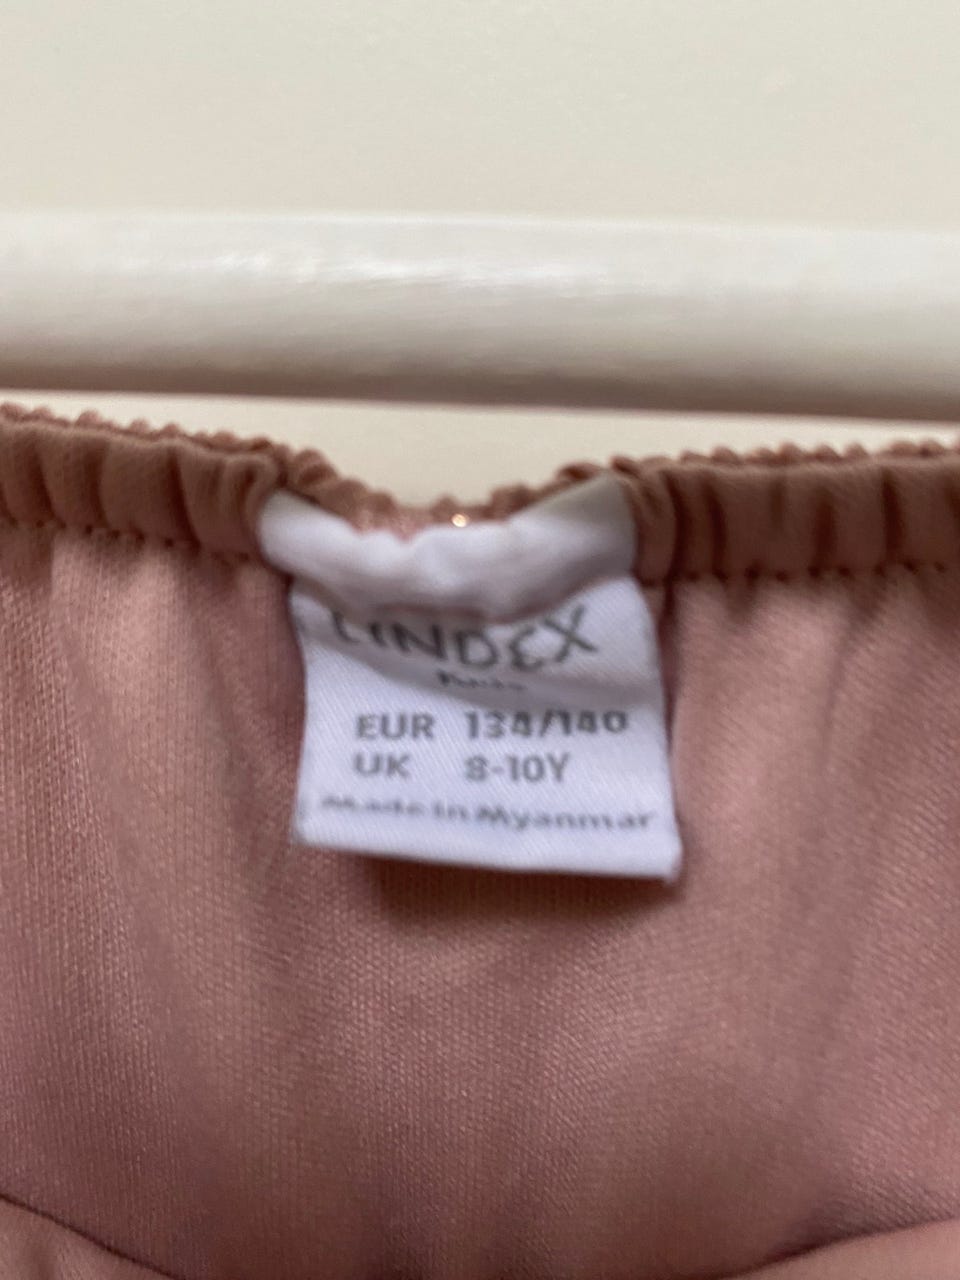 LINDEX
EUR 134/140
UK 8-10Y
Made in Myanmar